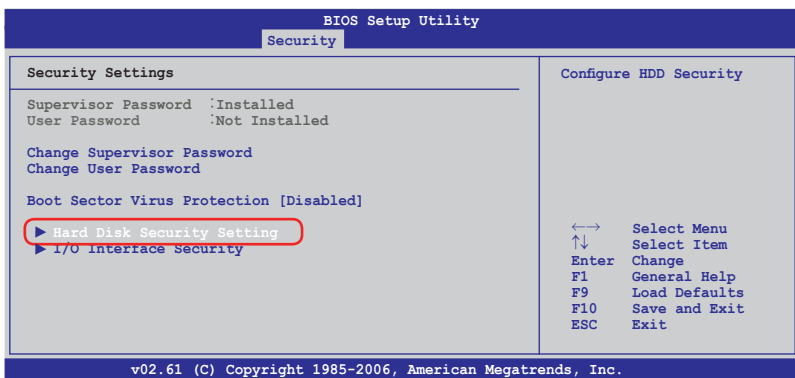 BIOS Setup Utility
Security
Security Settings
Supervisor Password :Installed
User Password :Not Installed
Change Supervisor Password
Change User Password
Boot Sector Virus Protection [Disabled]
▶ Hard Disk Security Setting
▶ I/O Interface Security
Configure HDD Security
←→ Select Menu
↑↓ Select Item
Enter Change
F1 General Help
F9 Load Defaults
F10 Save and Exit
ESC Exit
v02.61 (C) Copyright 1985-2006, American Megatrends, Inc.